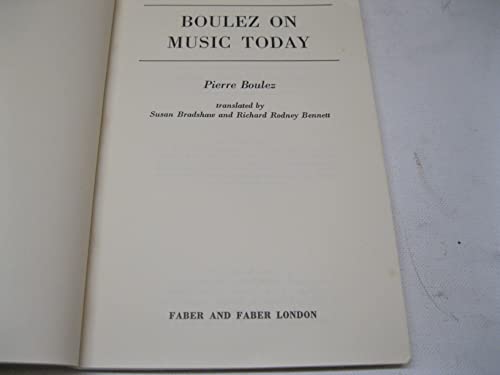 BOULEZ ON
MUSIC TODAY
Pierre Boulez
translated by
Susan Bradshaw and Richard Rodney Bennett
FABER AND FABER LONDON